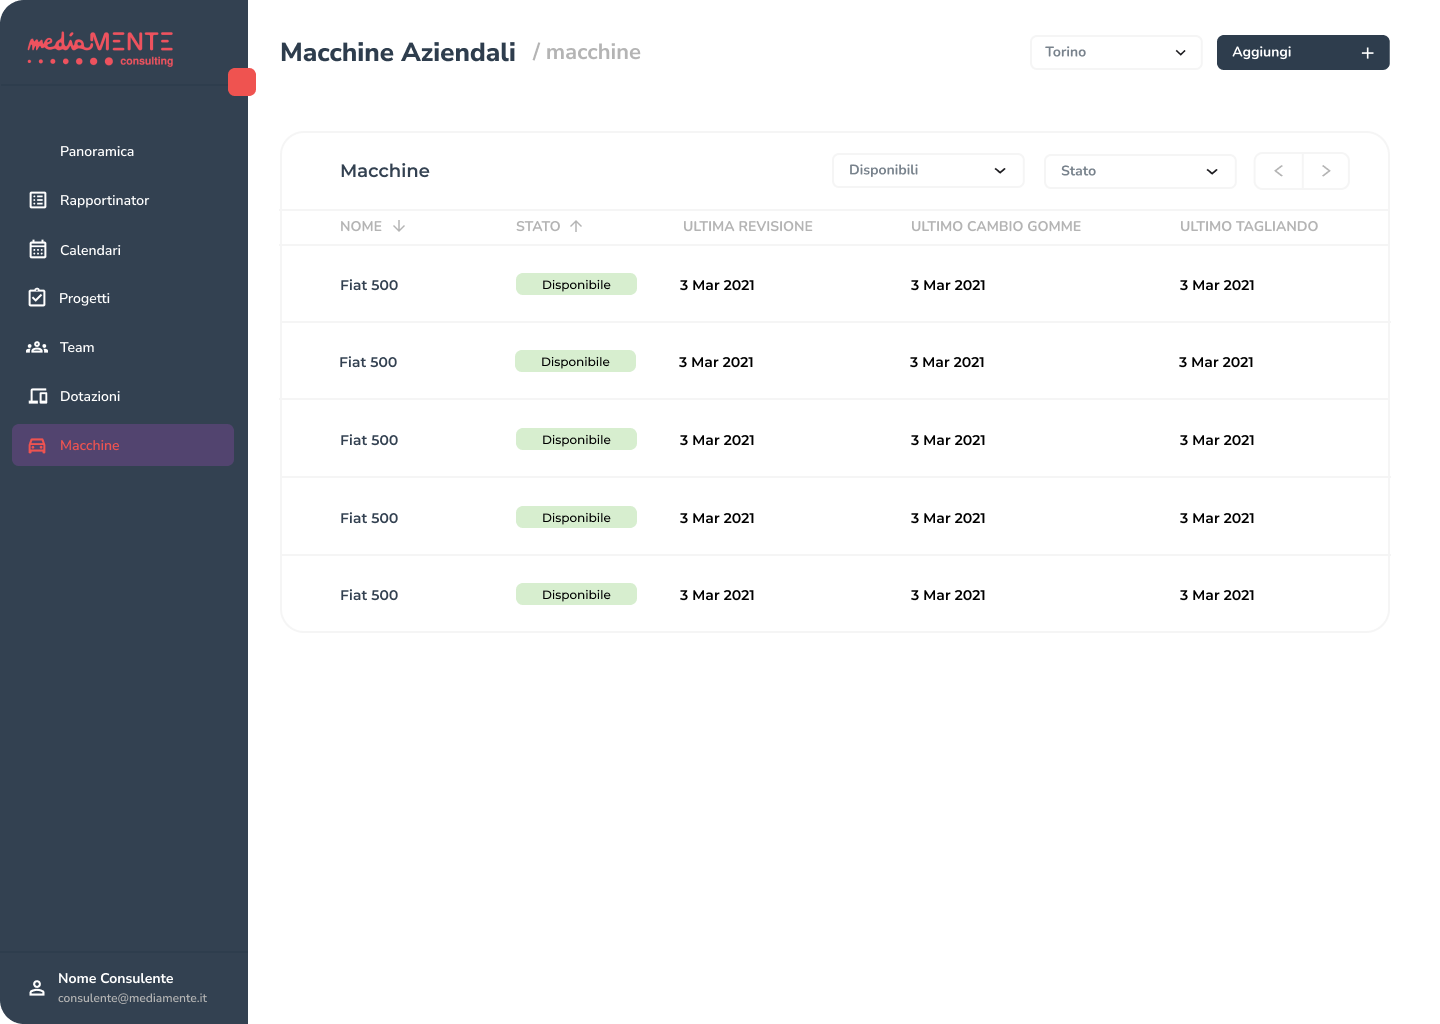 mediaMENTE
consulting
Panoramica
Rapportinator
Calendari
Progetti
Team
Dotazioni
Macchine
Nome Consulente
consulente@mediamente.it
Macchine Aziendali / macchine
Torino
Aggiungi +
Macchine
Disponibili
Stato
NOME STATO ULTIMA REVISIONE ULTIMO CAMBIO GOMME ULTIMO TAGLIANDO
Fiat 500 Disponibile 3 Mar 2021 3 Mar 2021 3 Mar 2021
Fiat 500 Disponibile 3 Mar 2021 3 Mar 2021 3 Mar 2021
Fiat 500 Disponibile 3 Mar 2021 3 Mar 2021 3 Mar 2021
Fiat 500 Disponibile 3 Mar 2021 3 Mar 2021 3 Mar 2021
Fiat 500 Disponibile 3 Mar 2021 3 Mar 2021 3 Mar 2021